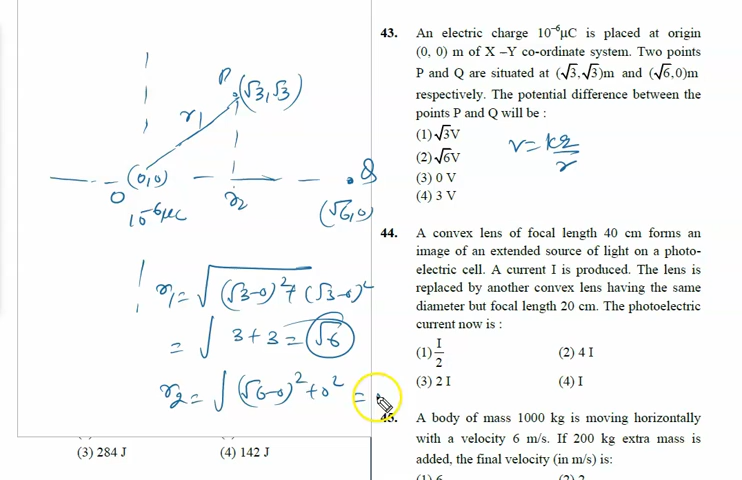 P
(√3,√3)
r1
O (0,0)
r2
.Q
10⁻⁶μC
(√6,0)
r1 = √(√3-0)²+(√3-0)²
= √3+3 = √6
r2 = √(√6-0)²+0² =
(3) 284 J (4) 142 J
43. An electric charge 10⁻⁶μC is placed at origin
(0, 0) m of X –Y co-ordinate system. Two points
P and Q are situated at (√3,√3)m and (√6,0)m
respectively. The potential difference between the
points P and Q will be :
(1) √3V
(2) √6V
(3) 0 V
(4) 3 V
V = kq/r
44. A convex lens of focal length 40 cm forms an
image of an extended source of light on a photo-
electric cell. A current I is produced. The lens is
replaced by another convex lens having the same
diameter but focal length 20 cm. The photoelectric
current now is :
(1) I/2 (2) 4 I
(3) 2 I (4) I
45. A body of mass 1000 kg is moving horizontally
with a velocity 6 m/s. If 200 kg extra mass is
added, the final velocity (in m/s) is:
(1) 6 (2) 2